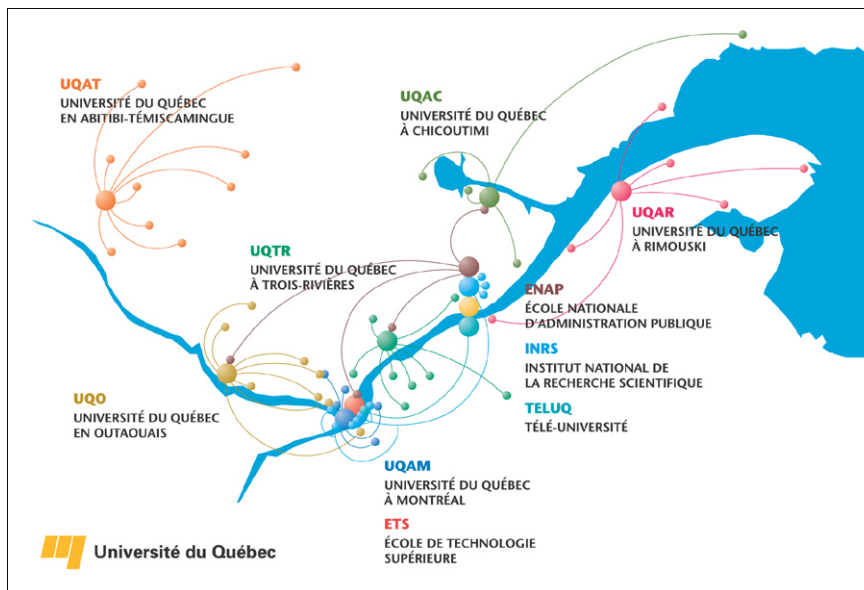 UQAT
UNIVERSITÉ DU QUÉBEC
EN ABITIBI-TÉMISCAMINGUE
UQAC
UNIVERSITÉ DU QUÉBEC
À CHICOUTIMI
UQAR
UNIVERSITÉ DU QUÉBEC
À RIMOUSKI
UQTR
UNIVERSITÉ DU QUÉBEC
À TROIS-RIVIÈRES
ENAP
ÉCOLE NATIONALE
D'ADMINISTRATION PUBLIQUE
INRS
INSTITUT NATIONAL DE
LA RECHERCHE SCIENTIFIQUE
TELUQ
TÉLÉ-UNIVERSITÉ
UQO
UNIVERSITÉ DU QUÉBEC
EN OUTAOUAIS
UQAM
UNIVERSITÉ DU QUÉBEC
À MONTRÉAL
ETS
ÉCOLE DE TECHNOLOGIE
SUPÉRIEURE
Université du Québec